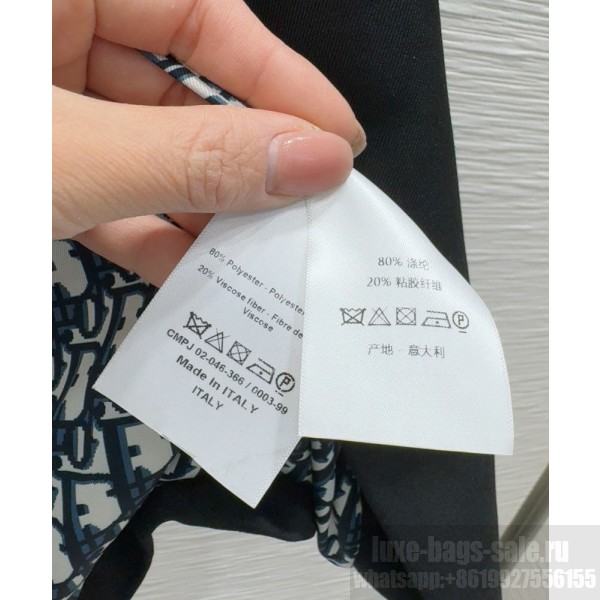 80% Polyester - Polyester
20% Viscose fiber - Fibre de
Viscose
CMPJ 02-046-366 / 0003-99
Made In ITALY
ITALY
80% 涤纶
20% 粘胶纤维
P
产地 · 意大利
luxe-bags-sale.ru
whatsapp:+8619927556155